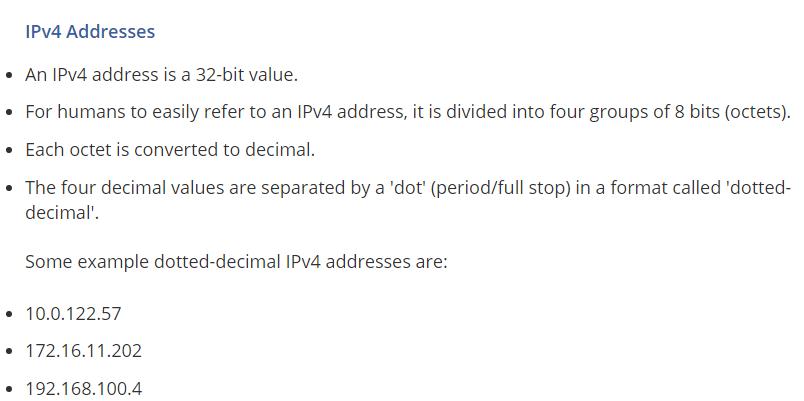 IPv4 Addresses
• An IPv4 address is a 32-bit value.
• For humans to easily refer to an IPv4 address, it is divided into four groups of 8 bits (octets).
• Each octet is converted to decimal.
• The four decimal values are separated by a 'dot' (period/full stop) in a format called 'dotted-
decimal'.
Some example dotted-decimal IPv4 addresses are:
• 10.0.122.57
• 172.16.11.202
• 192.168.100.4